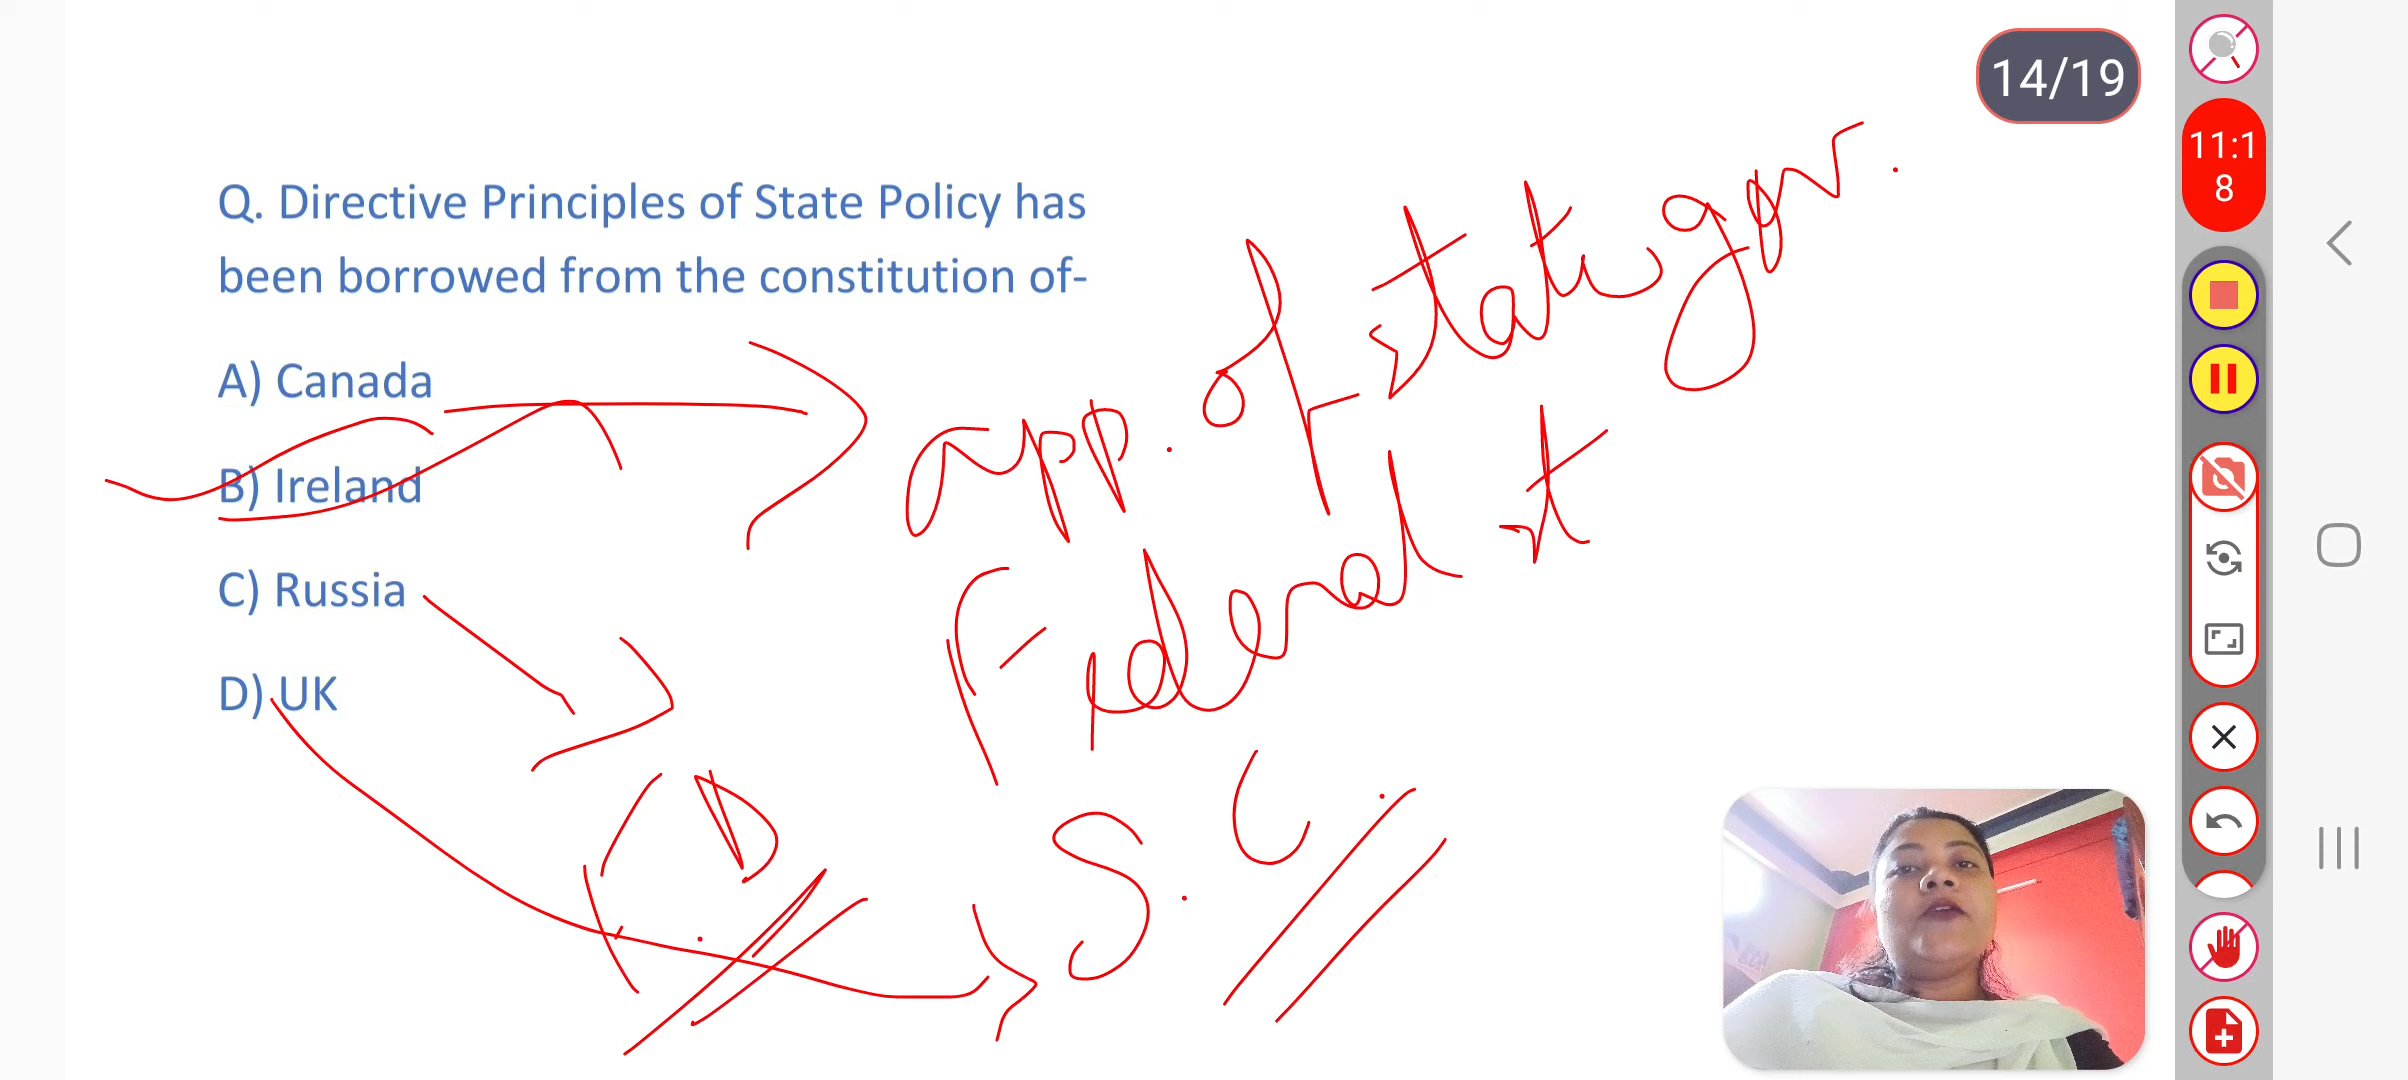 14/19
11:1
8
Q. Directive Principles of State Policy has
been borrowed from the constitution of-
A) Canada
B) Ireland
C) Russia
D) UK
app. of state gov.
Federal st
F. D.
S. C.